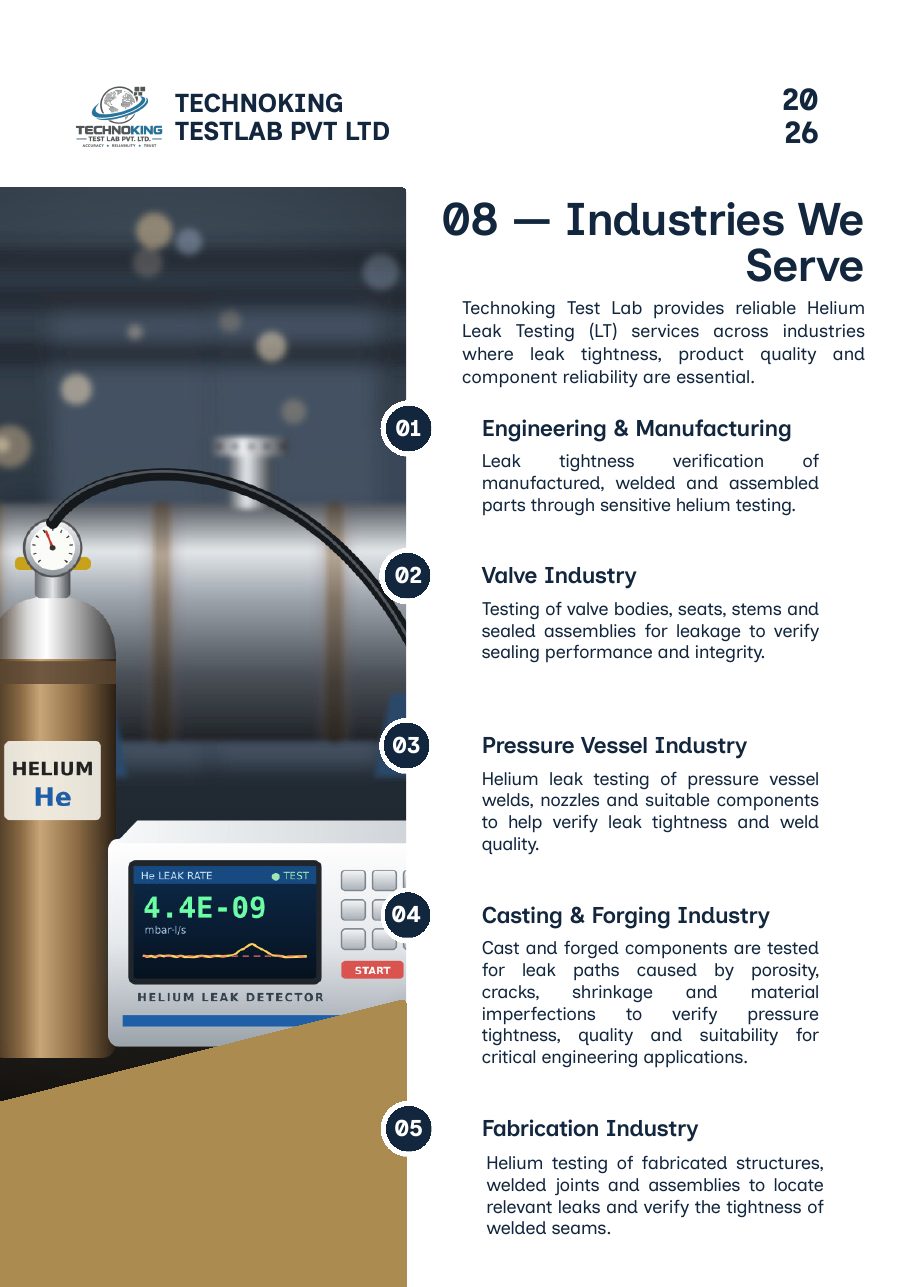 TECHNOKING
TEST LAB PVT. LTD.
ACCURACY • RELIABILITY • TRUST
TECHNOKING
TESTLAB PVT LTD
20
26
08 — Industries We
Serve
Technoking Test Lab provides reliable Helium
Leak Testing (LT) services across industries
where leak tightness, product quality and
component reliability are essential.
01
Engineering & Manufacturing
Leak tightness verification of
manufactured, welded and assembled
parts through sensitive helium testing.
02
Valve Industry
Testing of valve bodies, seats, stems and
sealed assemblies for leakage to verify
sealing performance and integrity.
03
Pressure Vessel Industry
Helium leak testing of pressure vessel
welds, nozzles and suitable components
to help verify leak tightness and weld
quality.
HELIUM
He
He LEAK RATE
TEST
4.4E-09
mbar·l/s
START
HELIUM LEAK DETECTOR
04
Casting & Forging Industry
Cast and forged components are tested
for leak paths caused by porosity,
cracks, shrinkage and material
imperfections to verify pressure
tightness, quality and suitability for
critical engineering applications.
05
Fabrication Industry
Helium testing of fabricated structures,
welded joints and assemblies to locate
relevant leaks and verify the tightness of
welded seams.